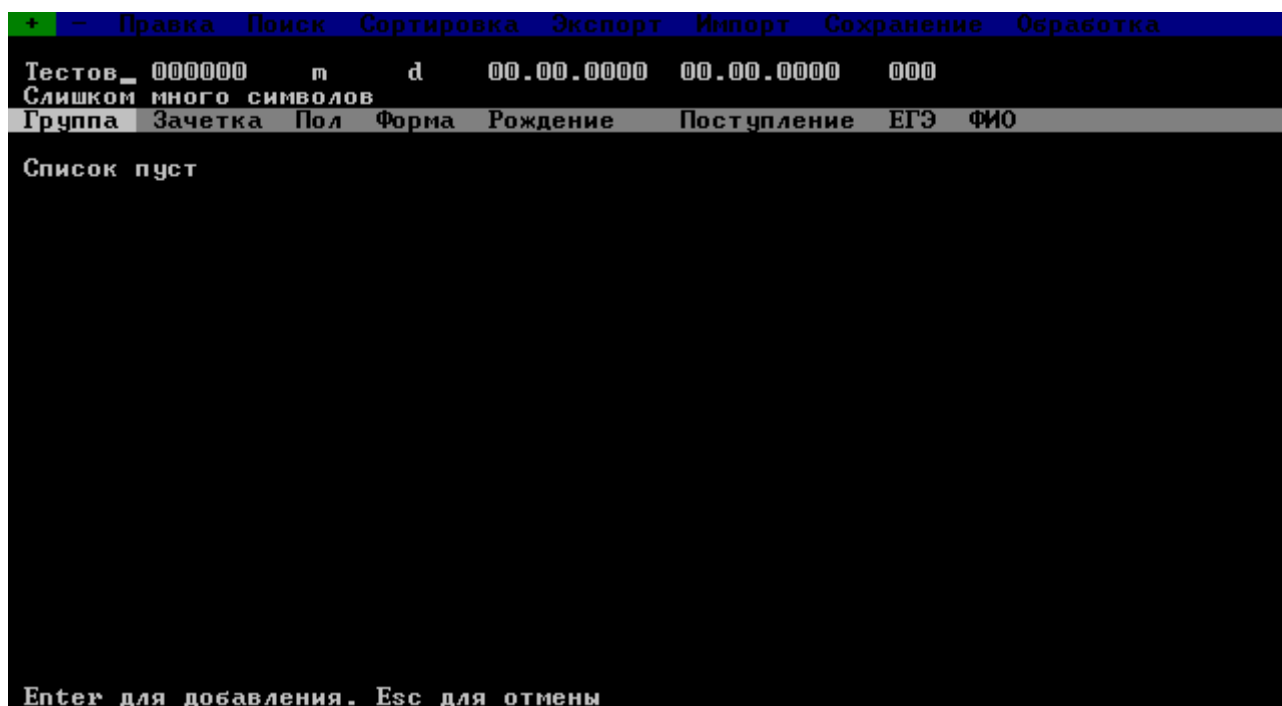 + - Правка Поиск Сортировка Экспорт Импорт Сохранение Обработка
Тестов_ 000000 m d 00.00.0000 00.00.0000 000
Слишком много символов
Группа Зачетка Пол Форма Рождение Поступление ЕГЭ ФИО
Список пуст
Enter для добавления. Esc для отмены